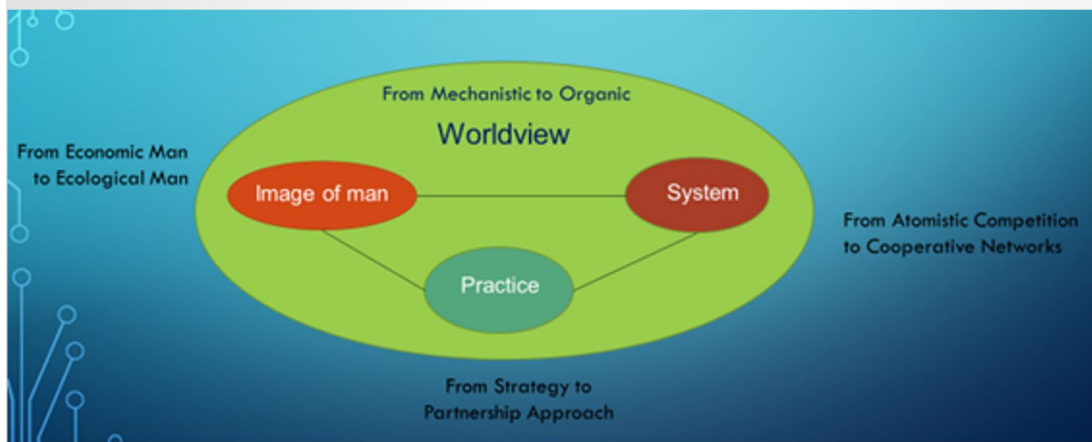 From Mechanistic to Organic
Worldview
From Economic Man
to Ecological Man
Image of man
System
From Atomistic Competition
to Cooperative Networks
Practice
From Strategy to
Partnership Approach